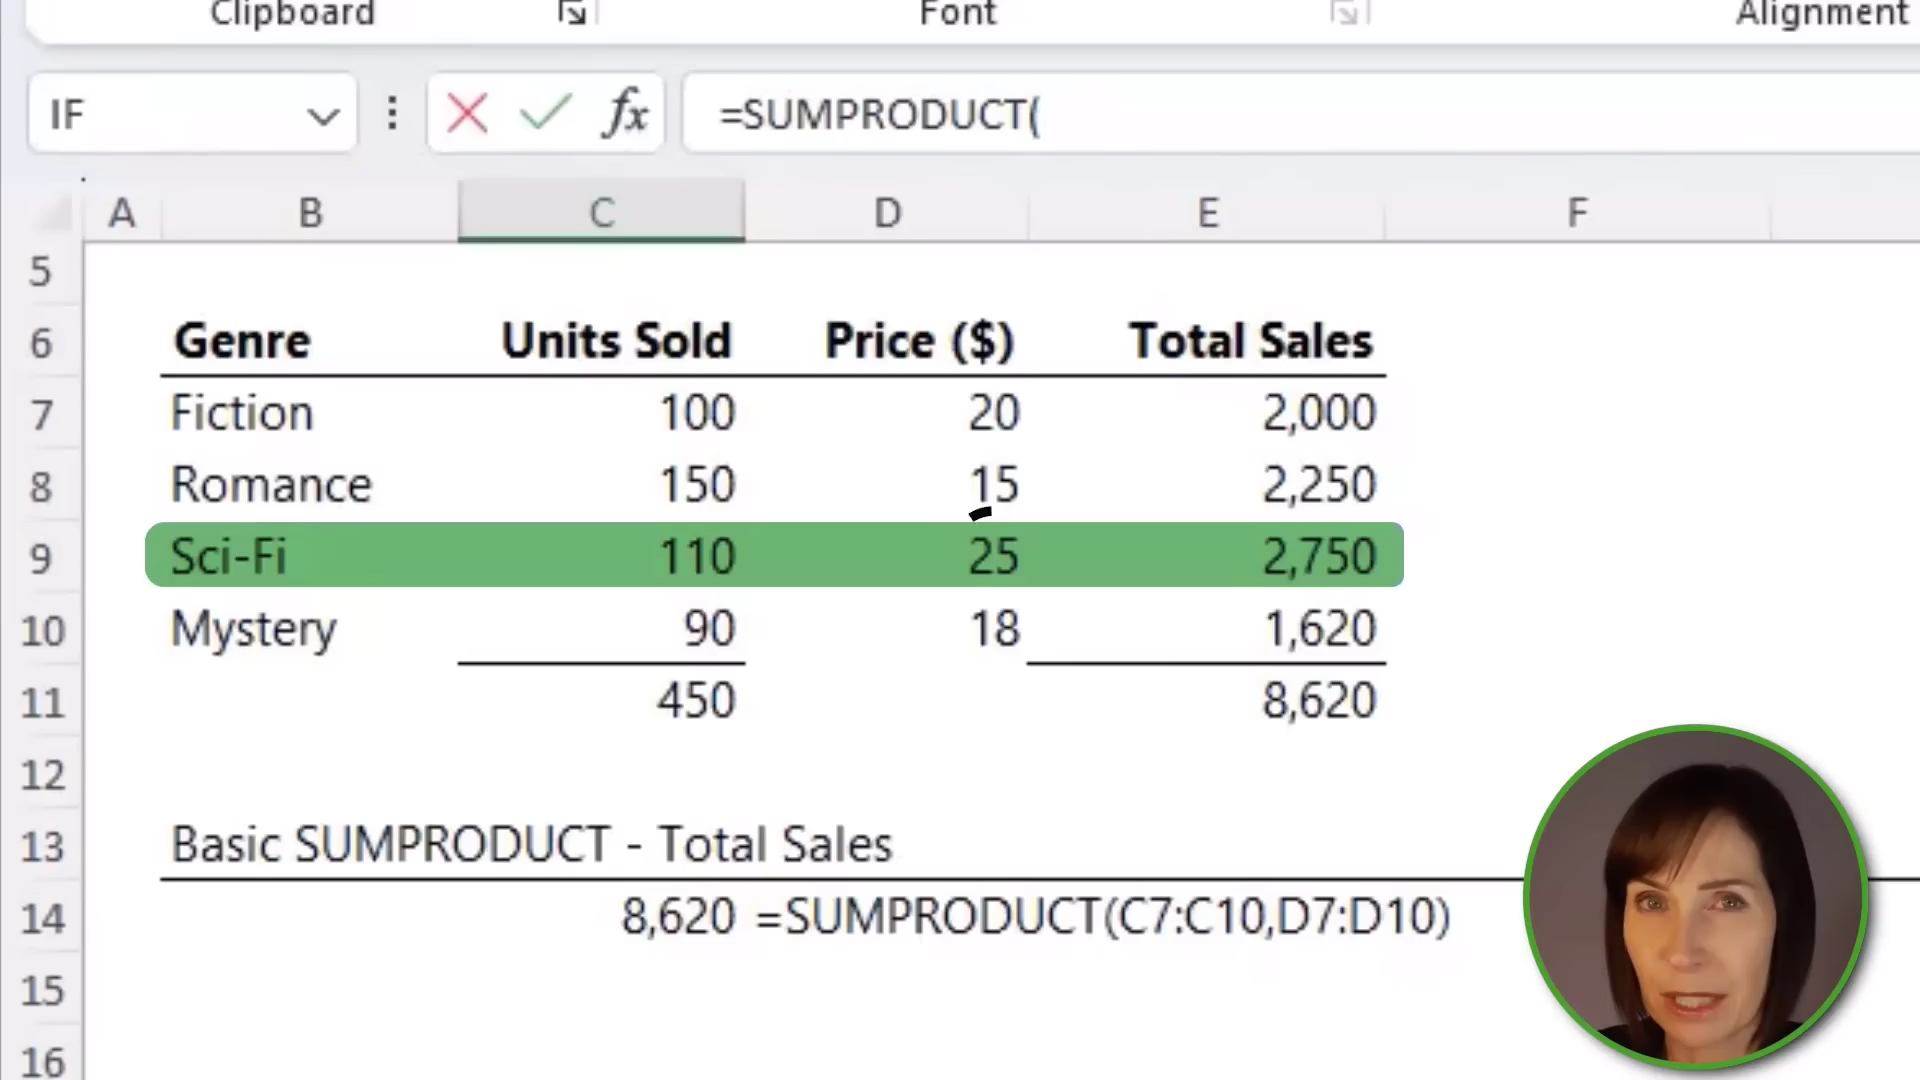 Clipboard Font Alignment
IF fx =SUMPRODUCT(
A B C D E F
5
6 Genre Units Sold Price ($) Total Sales
7 Fiction 100 20 2,000
8 Romance 150 15 2,250
9 Sci-Fi 110 25 2,750
10 Mystery 90 18 1,620
11 450 8,620
12
13 Basic SUMPRODUCT - Total Sales
14 8,620 =SUMPRODUCT(C7:C10,D7:D10)
15
16